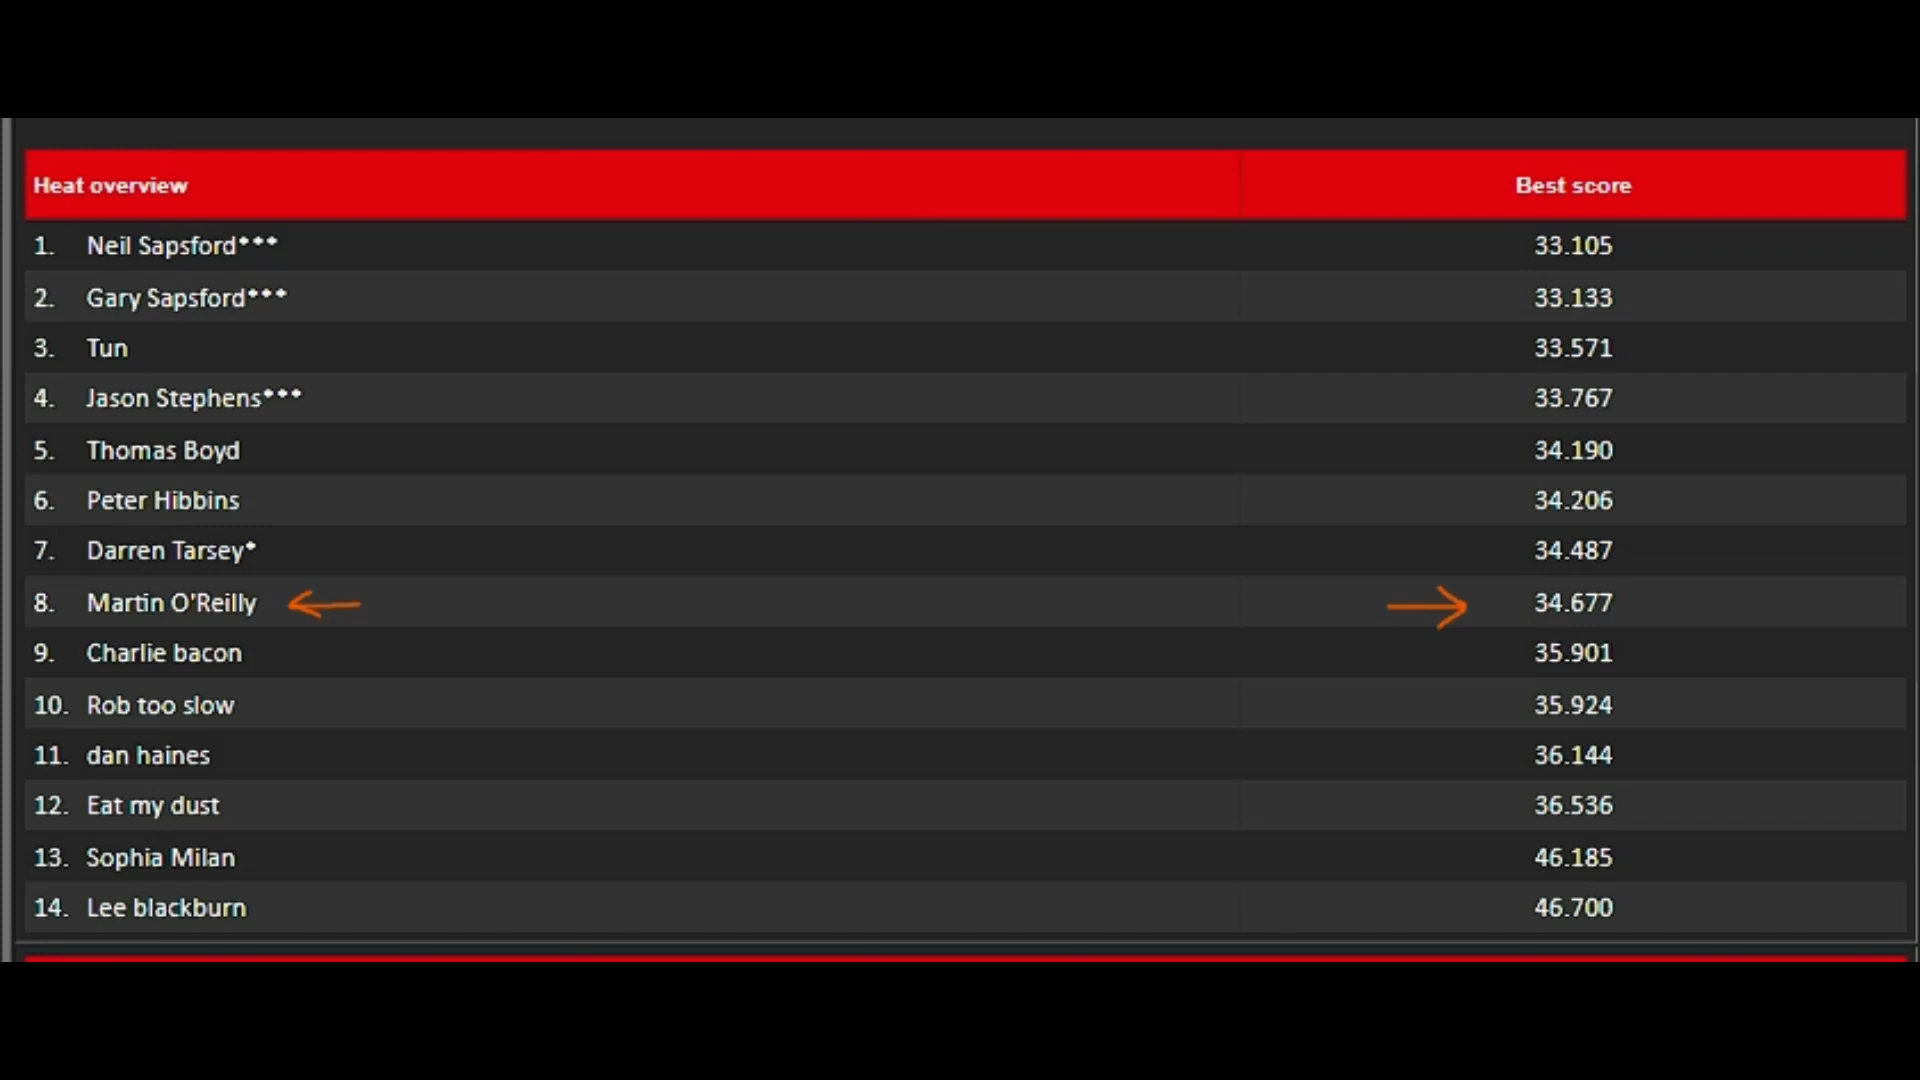 Heat overview Best score
1. Neil Sapsford*** 33.105
2. Gary Sapsford*** 33.133
3. Tun 33.571
4. Jason Stephens*** 33.767
5. Thomas Boyd 34.190
6. Peter Hibbins 34.206
7. Darren Tarsey* 34.487
8. Martin O'Reilly 34.677
9. Charlie bacon 35.901
10. Rob too slow 35.924
11. dan haines 36.144
12. Eat my dust 36.536
13. Sophia Milan 46.185
14. Lee blackburn 46.700